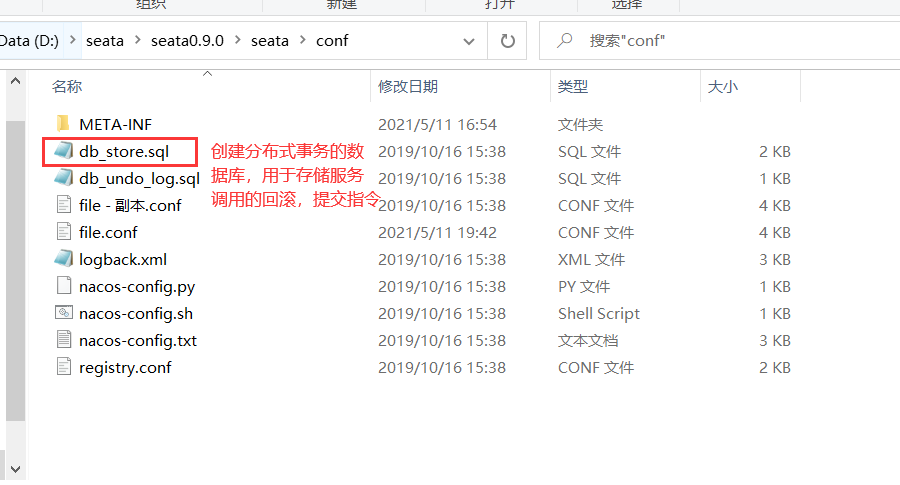 组织 新建 打开 选择
Data (D:) > seata > seata0.9.0 > seata > conf 搜索"conf"
名称 修改日期 类型 大小
META-INF 2021/5/11 16:54 文件夹
db_store.sql 2019/10/16 15:38 SQL 文件 2 KB
创建分布式事务的数
据库，用于存储服务
调用的回滚，提交指令
db_undo_log.sql 2019/10/16 15:38 SQL 文件 1 KB
file - 副本.conf 2019/10/16 15:38 CONF 文件 4 KB
file.conf 2021/5/11 19:42 CONF 文件 4 KB
logback.xml 2019/10/16 15:38 XML 文件 3 KB
nacos-config.py 2019/10/16 15:38 PY 文件 1 KB
nacos-config.sh 2019/10/16 15:38 Shell Script 1 KB
nacos-config.txt 2019/10/16 15:38 文本文档 3 KB
registry.conf 2019/10/16 15:38 CONF 文件 2 KB